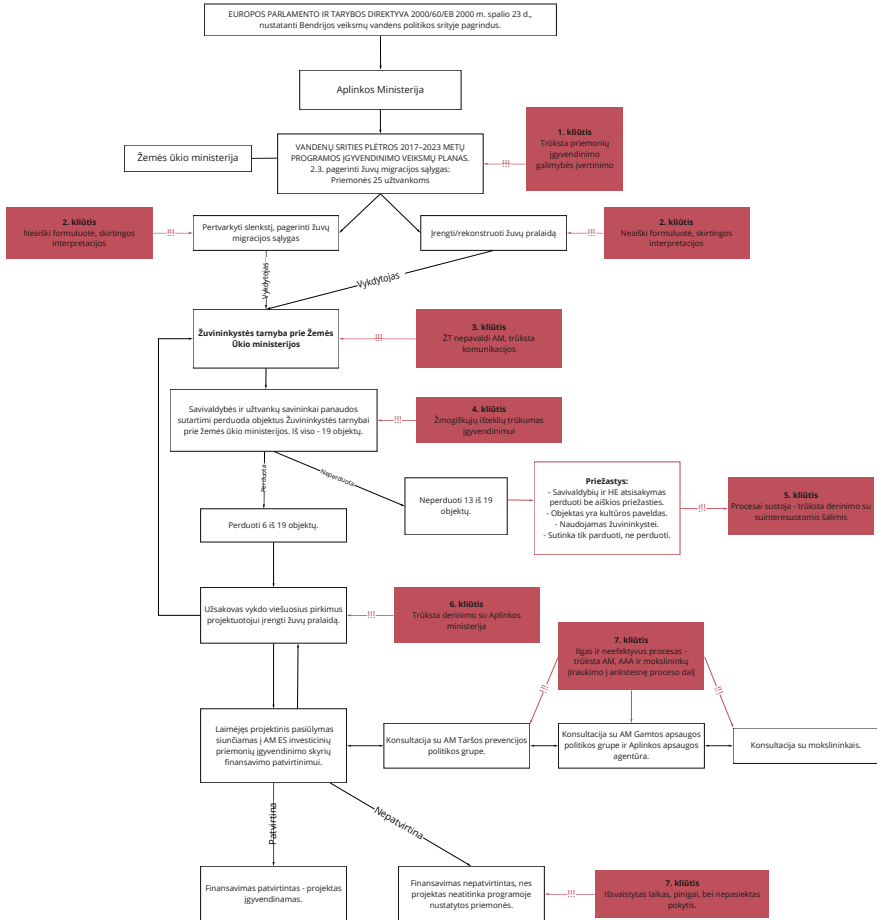 EUROPOS PARLAMENTO IR TARYBOS DIREKTYVA 2000/60/EB 2000 m. spalio 23 d.,
nustatanti Bendrijos veiksmų vandens politikos srityje pagrindus.
Aplinkos Ministerija
Žemės ūkio ministerija
VANDENŲ SRITIES PLĖTROS 2017–2023 METŲ
PROGRAMOS ĮGYVENDINIMO VEIKSMŲ PLANAS.
2.3. pagerinti žuvų migracijos sąlygas:
Priemonės 25 užtvankoms
!!!
1. kliūtis
Trūksta priemonių
įgyvendinimo
galimybės įvertinimo
2. kliūtis
Neaiški formuluotė, skirtingos
interpretacijos
!!!
Pertvarkyti slenkstį, pagerinti žuvų
migracijos sąlygas
Įrengti/rekonstruoti žuvų pralaidą
!!!
2. kliūtis
Neaiški formuluotė, skirtingos
interpretacijos
Vykdytojas
Vykdytojas
Žuvininkystės tarnyba prie Žemės
Ūkio ministerijos
!!!
3. kliūtis
ŽT nepavaldi AM, trūksta
komunikacijos
Savivaldybės ir užtvankų savininkai panaudos
sutartimi perduoda objektus Žuvininkystės tarnybai
prie žemės ūkio ministerijos. Iš viso - 19 objektų.
!!!
4. kliūtis
Žmogiškųjų išteklių trūkumas
įgyvendinimui
Perduota
Neperduota
Neperduoti 13 iš 19
objektų.
Priežastys:
- Savivaldybių ir HE atsisakymas
perduoti be aiškios priežasties.
- Objektas yra kultūros paveldas.
- Naudojamas žuvininkystei.
- Sutinka tik parduoti, ne perduoti.
!!!
5. kliūtis
Procesai sustoja - trūksta derinimo su
suinteresuotomis šalimis
Perduoti 6 iš 19 objektų.
Užsakovas vykdo viešuosius pirkimus
projektuotojui įrengti žuvų pralaidą.
!!!
6. kliūtis
Trūksta derinimo su Aplinkos
ministerija
7. kliūtis
Ilgas ir neefektyvus procesas -
trūksta AM, AAA ir mokslininkų
įtraukimo į ankstesnę proceso dalį
!!!
!!!
Laimėjęs projektinis pasiūlymas
siunčiamas į AM ES investicinių
priemonių įgyvendinimo skyrių
finansavimo patvirtinimui.
Konsultacija su AM Taršos prevencijos
politikos grupe.
Konsultacija su AM Gamtos apsaugos
politikos grupe ir Aplinkos apsaugos
agentūra.
Konsultacija su mokslininkais.
Patvirtina
Nepatvirtina
Finansavimas patvirtintas - projektas
įgyvendinamas.
Finansavimas nepatvirtintas, nes
projektas neatitinka programoje
nustatytos priemonės.
!!!
7. kliūtis
Išsvaistytas laikas, pinigai, bei nepasiektas
pokytis.